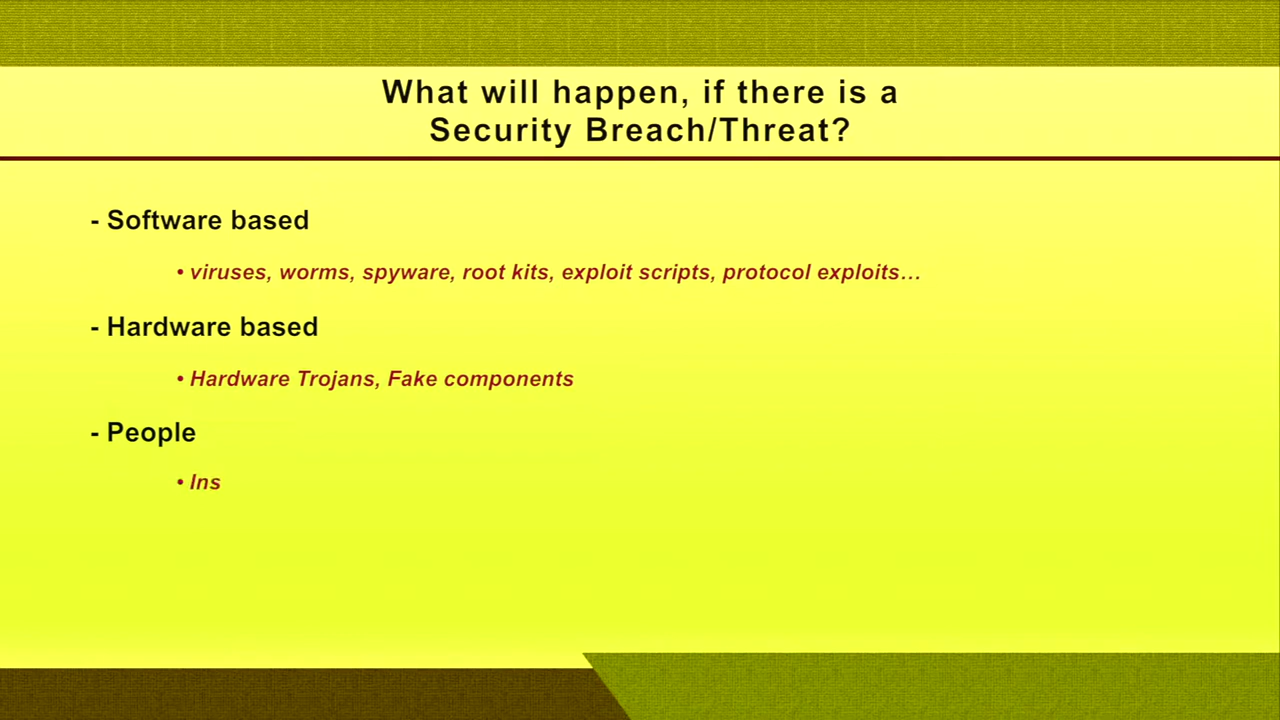 What will happen, if there is a
Security Breach/Threat?
- Software based
• viruses, worms, spyware, root kits, exploit scripts, protocol exploits...
- Hardware based
• Hardware Trojans, Fake components
- People
• Ins